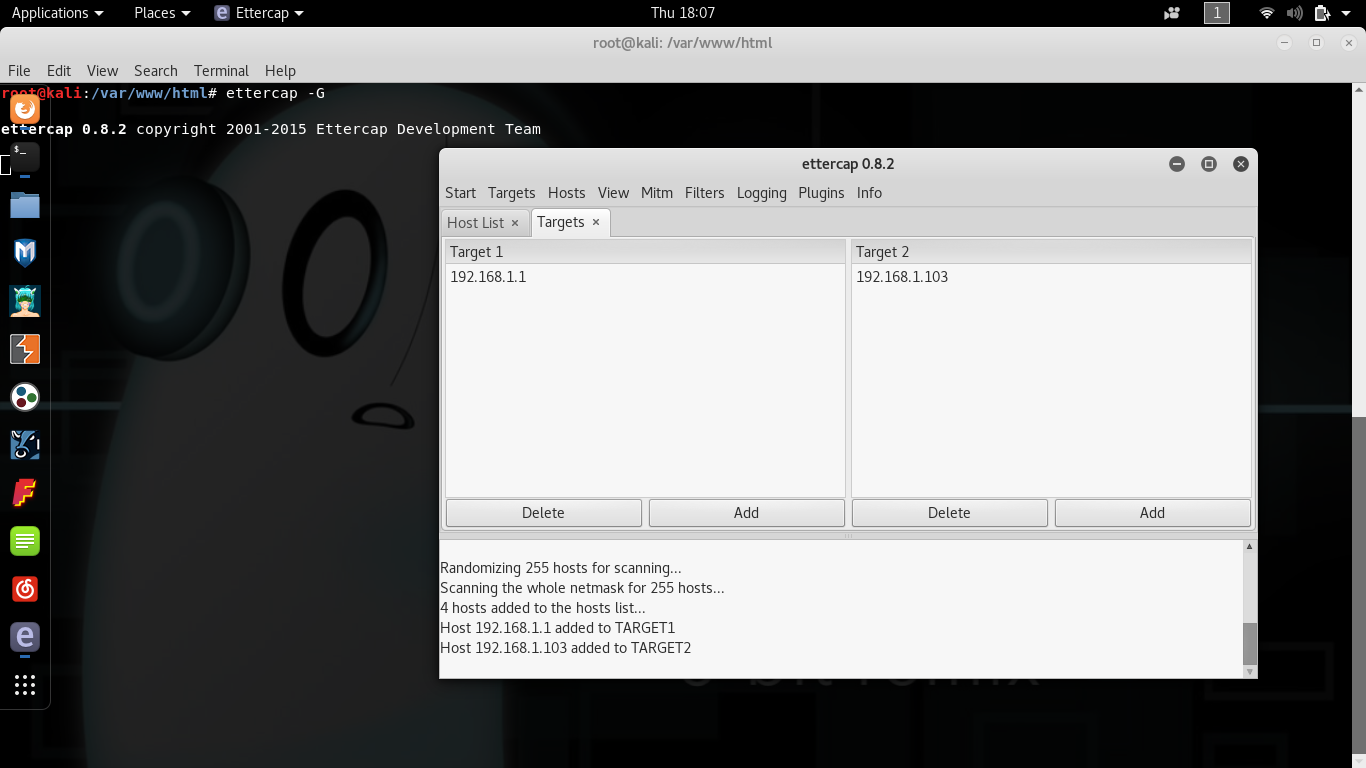 Applications Places Ettercap Thu 18:07 1
root@kali: /var/www/html
File Edit View Search Terminal Help
root@kali:/var/www/html# ettercap -G
ettercap 0.8.2 copyright 2001-2015 Ettercap Development Team
ettercap 0.8.2
Start Targets Hosts View Mitm Filters Logging Plugins Info
Host List × Targets ×
Target 1 Target 2
192.168.1.1 192.168.1.103
Delete Add Delete Add
Randomizing 255 hosts for scanning...
Scanning the whole netmask for 255 hosts...
4 hosts added to the hosts list...
Host 192.168.1.1 added to TARGET1
Host 192.168.1.103 added to TARGET2